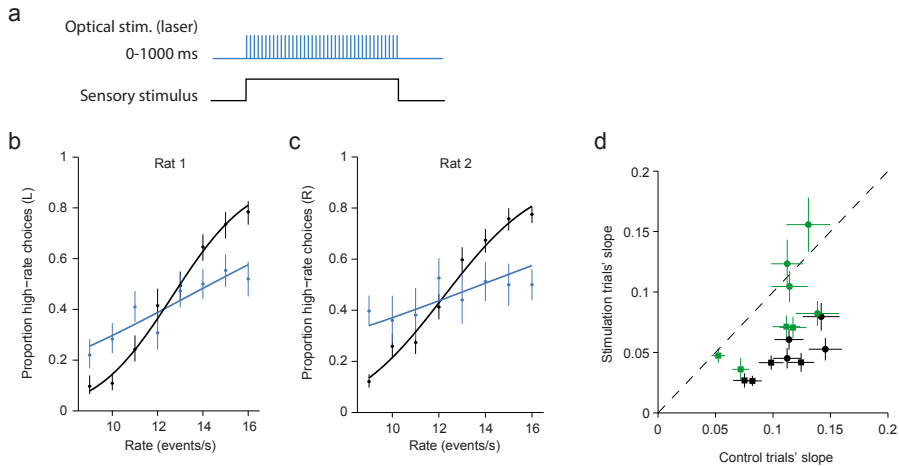 a
Optical stim. (laser)
0-1000 ms
Sensory stimulus
b
Rat 1
Proportion high−rate choices (L)
1
0.8
0.6
0.4
0.2
0
10
12
14
16
Rate (events/s)
c
Rat 2
Proportion high−rate choices (R)
1
0.8
0.6
0.4
0.2
0
10
12
14
16
Rate (events/s)
d
Stimulation trials' slope
0.2
0.15
0.1
0.05
0
0
0.05
0.1
0.15
0.2
Control trials' slope